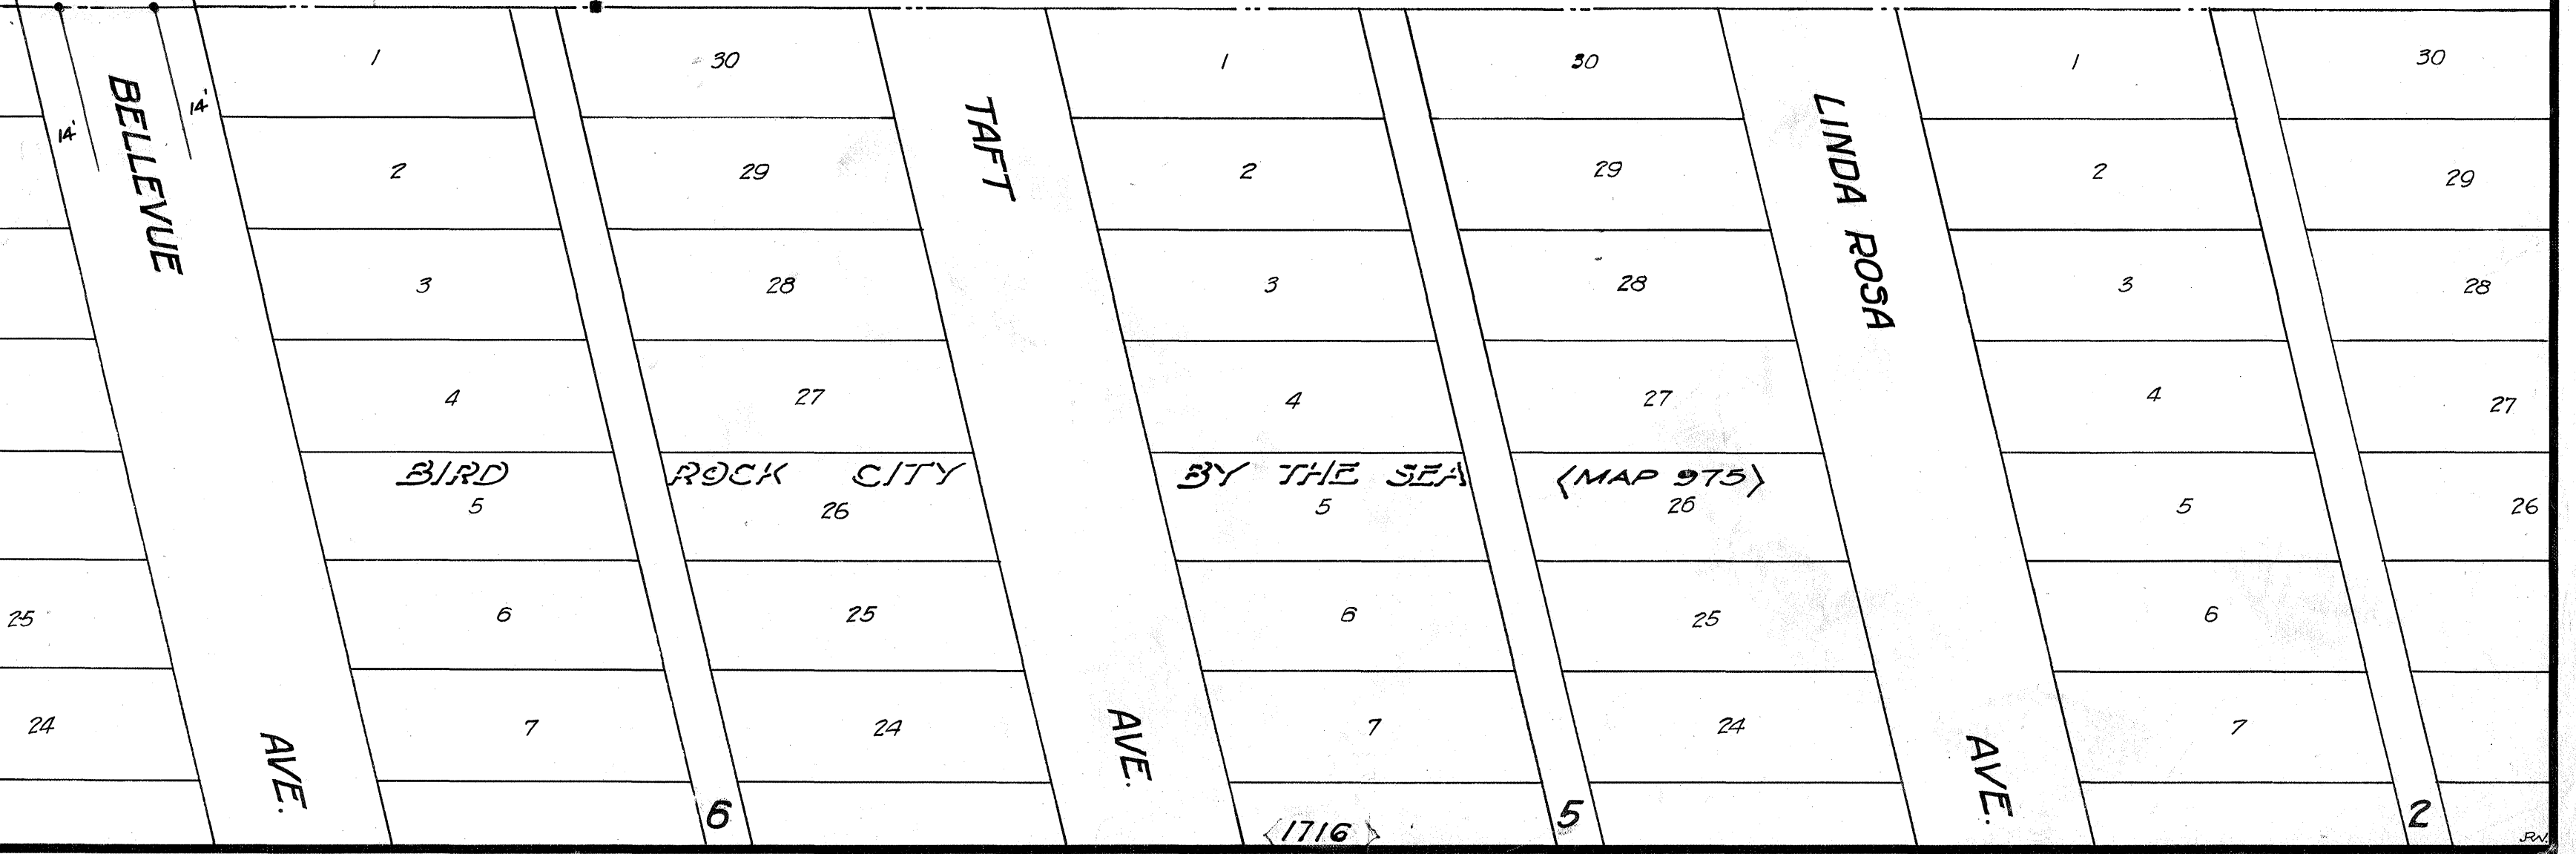 1 30 1 30 1 30
14' 14'
BELLEVUE AVE.
TAFT AVE.
LINDA ROSA AVE.
2 29 2 29 2 29
3 28 3 28 3 28
4 27 4 27 4 27
BIRD ROCK CITY BY THE SEA (MAP 975)
5 26 5 26 5 26
25 6 25 6 25 6
24 7 24 7 24 7
6 5 2
(1716)